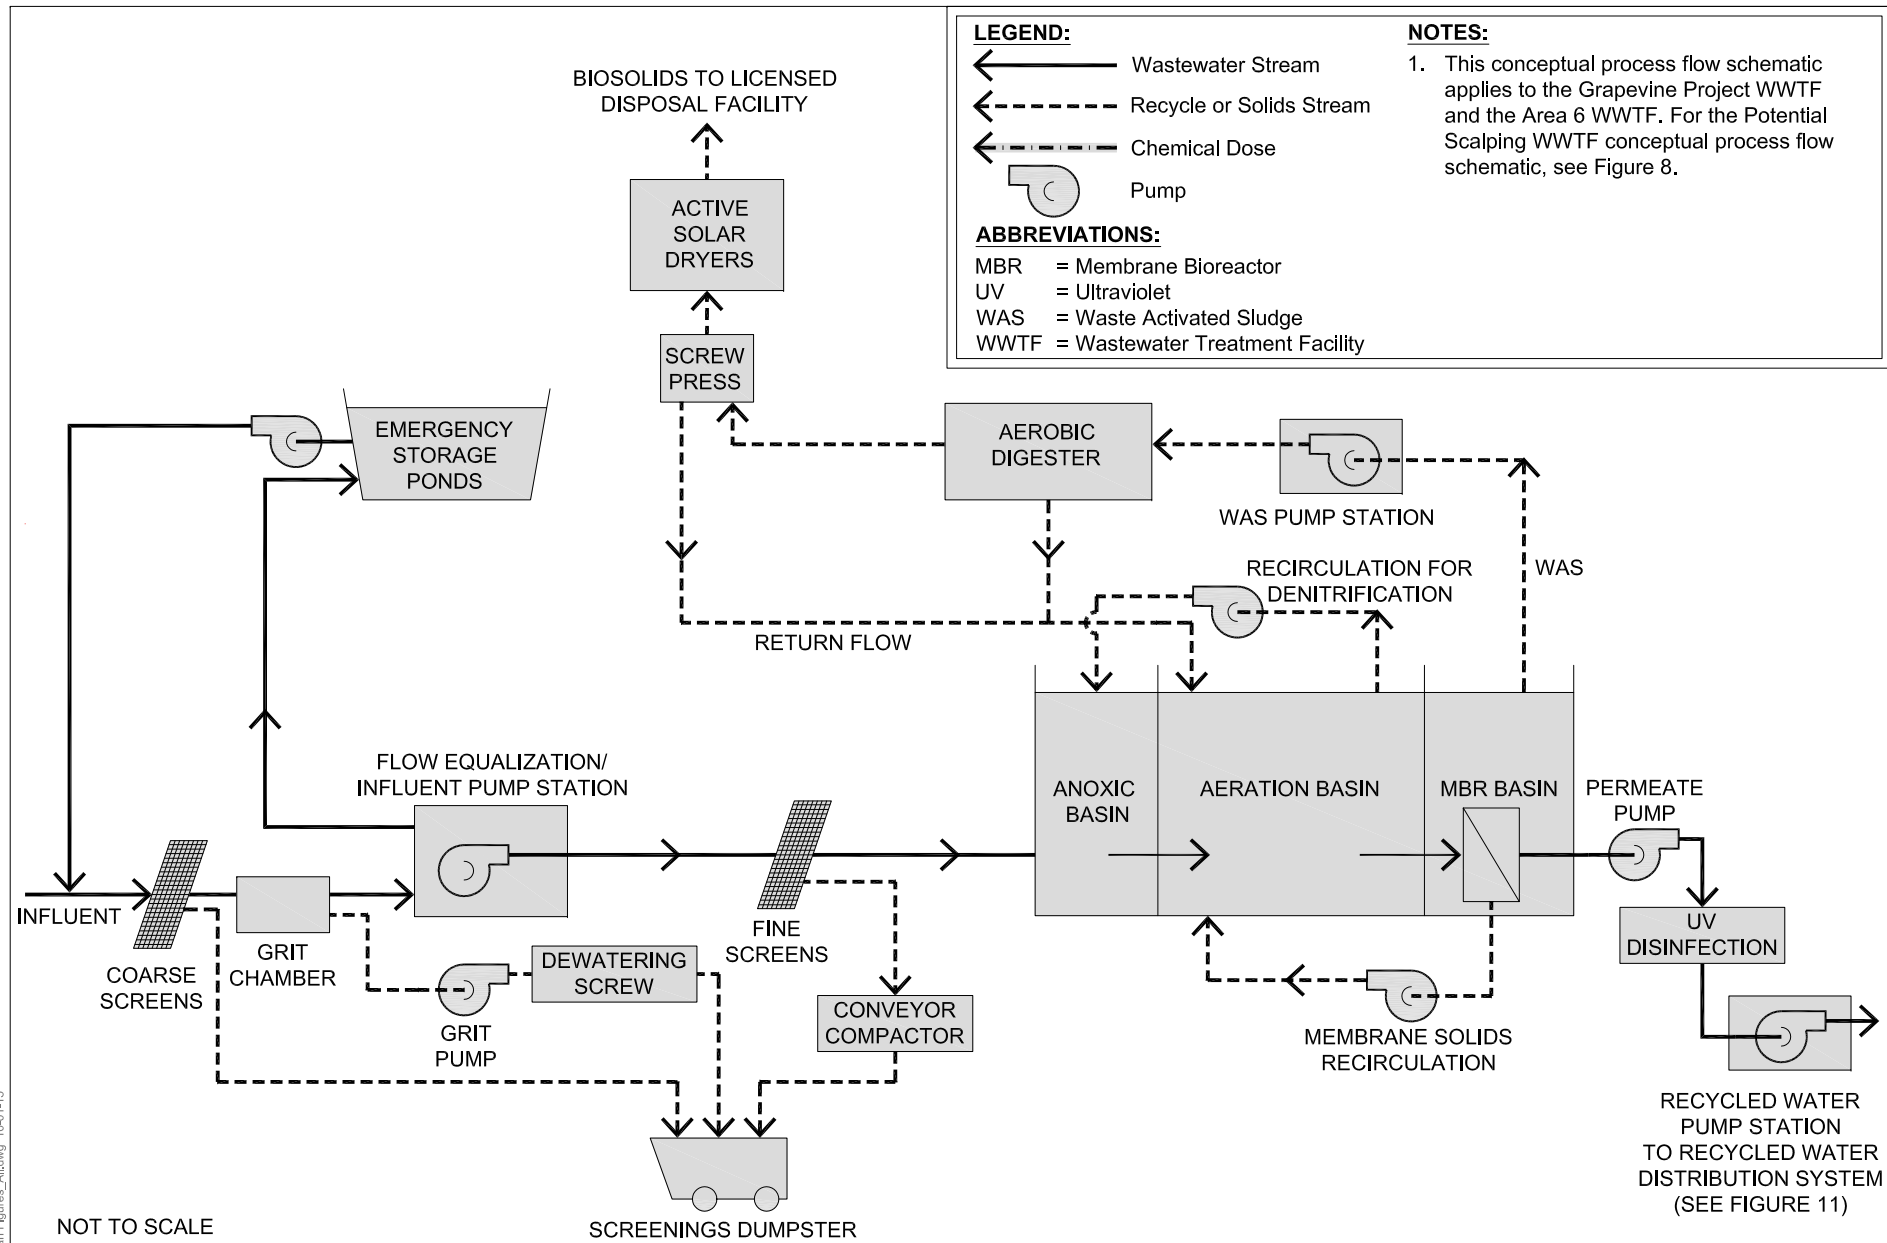 LEGEND:
Wastewater Stream
Recycle or Solids Stream
Chemical Dose
Pump
ABBREVIATIONS:
MBR = Membrane Bioreactor
UV = Ultraviolet
WAS = Waste Activated Sludge
WWTF = Wastewater Treatment Facility
NOTES:
1. This conceptual process flow schematic
applies to the Grapevine Project WWTF
and the Area 6 WWTF. For the Potential
Scalping WWTF conceptual process flow
schematic, see Figure 8.
BIOSOLIDS TO LICENSED
DISPOSAL FACILITY
ACTIVE
SOLAR
DRYERS
SCREW
PRESS
EMERGENCY
STORAGE
PONDS
AEROBIC
DIGESTER
WAS PUMP STATION
WAS
RECIRCULATION FOR
DENITRIFICATION
RETURN FLOW
FLOW EQUALIZATION/
INFLUENT PUMP STATION
ANOXIC
BASIN
AERATION BASIN
MBR BASIN
PERMEATE
PUMP
INFLUENT
COARSE
SCREENS
GRIT
CHAMBER
GRIT
PUMP
DEWATERING
SCREW
FINE
SCREENS
CONVEYOR
COMPACTOR
MEMBRANE SOLIDS
RECIRCULATION
UV
DISINFECTION
RECYCLED WATER
PUMP STATION
TO RECYCLED WATER
DISTRIBUTION SYSTEM
(SEE FIGURE 11)
SCREENINGS DUMPSTER
NOT TO SCALE